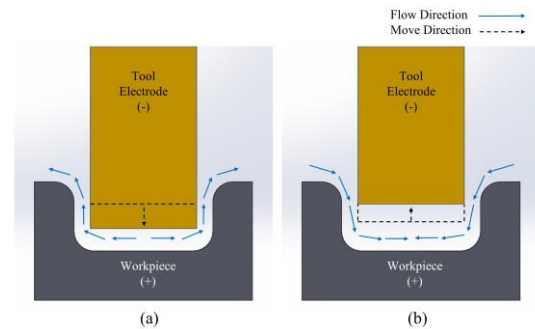 Flow Direction
Move Direction
Tool
Electrode
(-)
Workpiece
(+)
(a)
Tool
Electrode
(-)
Workpiece
(+)
(b)